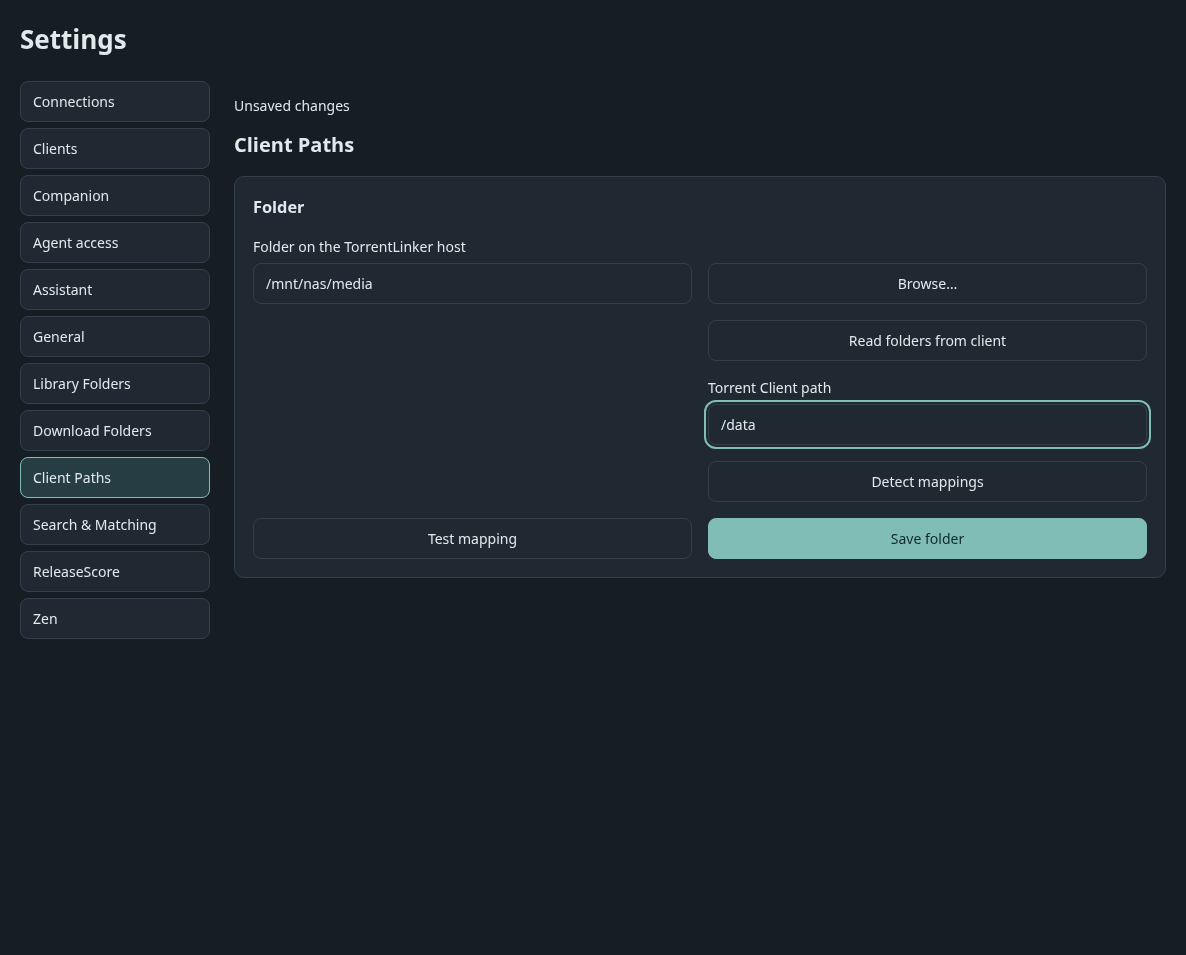 Settings
Connections
Clients
Companion
Agent access
Assistant
General
Library Folders
Download Folders
Client Paths
Search & Matching
ReleaseScore
Zen
Unsaved changes
Client Paths
Folder
Folder on the TorrentLinker host
/mnt/nas/media
Browse...
Read folders from client
Torrent Client path
/data
Detect mappings
Test mapping
Save folder